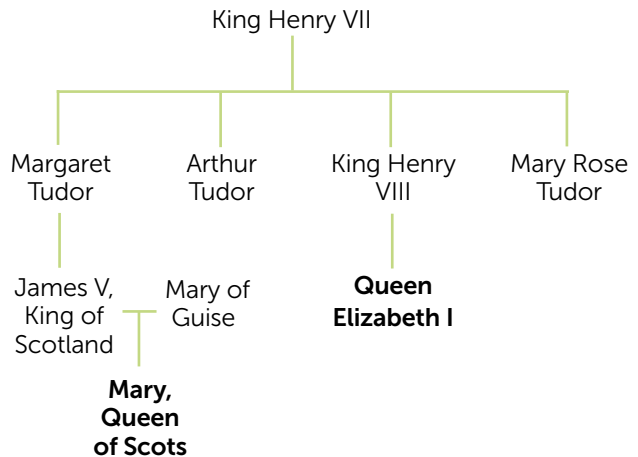 King Henry VII
Margaret
Tudor
Arthur
Tudor
King Henry
VIII
Mary Rose
Tudor
James V,
King of
Scotland
Mary of
Guise
Queen
Elizabeth I
Mary,
Queen
of Scots